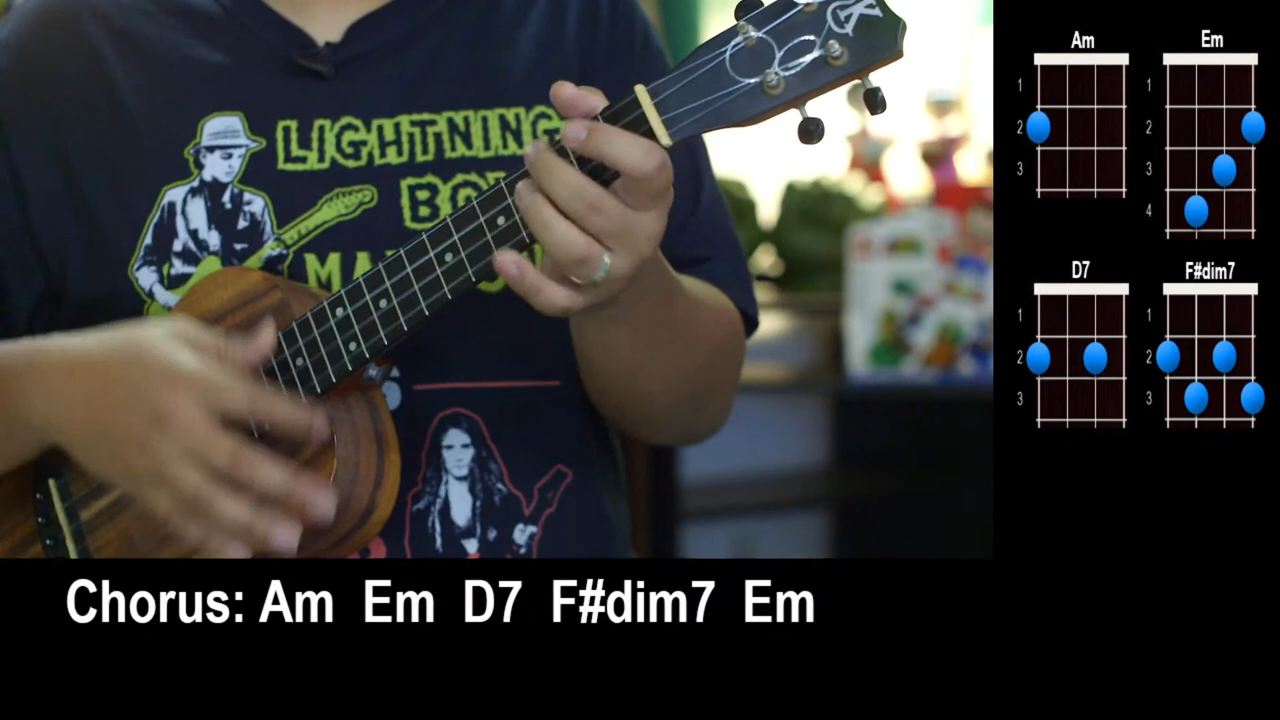 LIGHTNING
BO
MA
Am Em
1 1
2 2
3 3
4
D7 F#dim7
1 1
2 2
3 3
Chorus: Am Em D7 F#dim7 Em